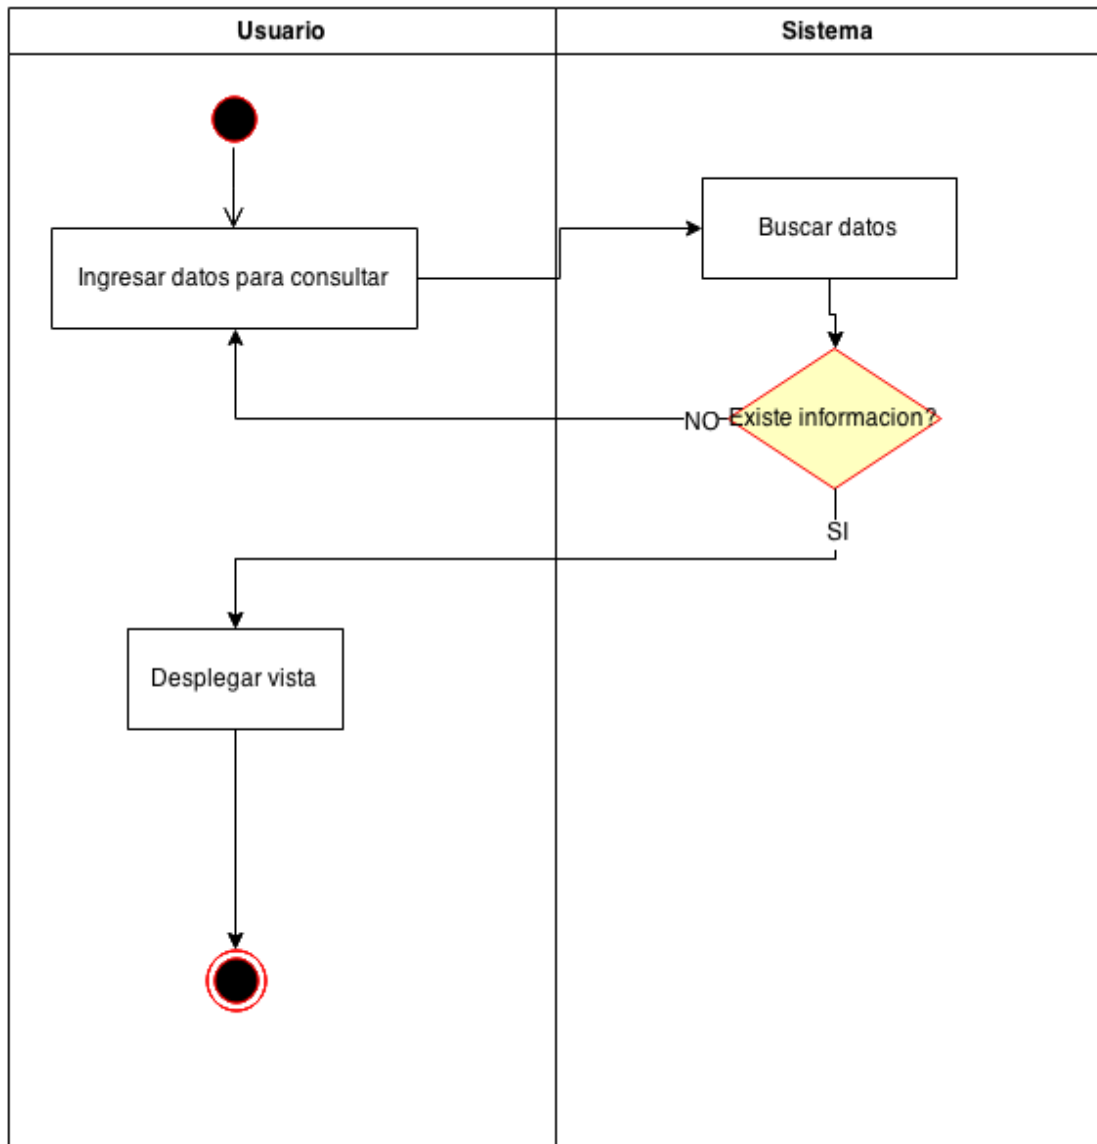 Usuario
Sistema
Buscar datos
Ingresar datos para consultar
NO
Existe informacion?
SI
Desplegar vista